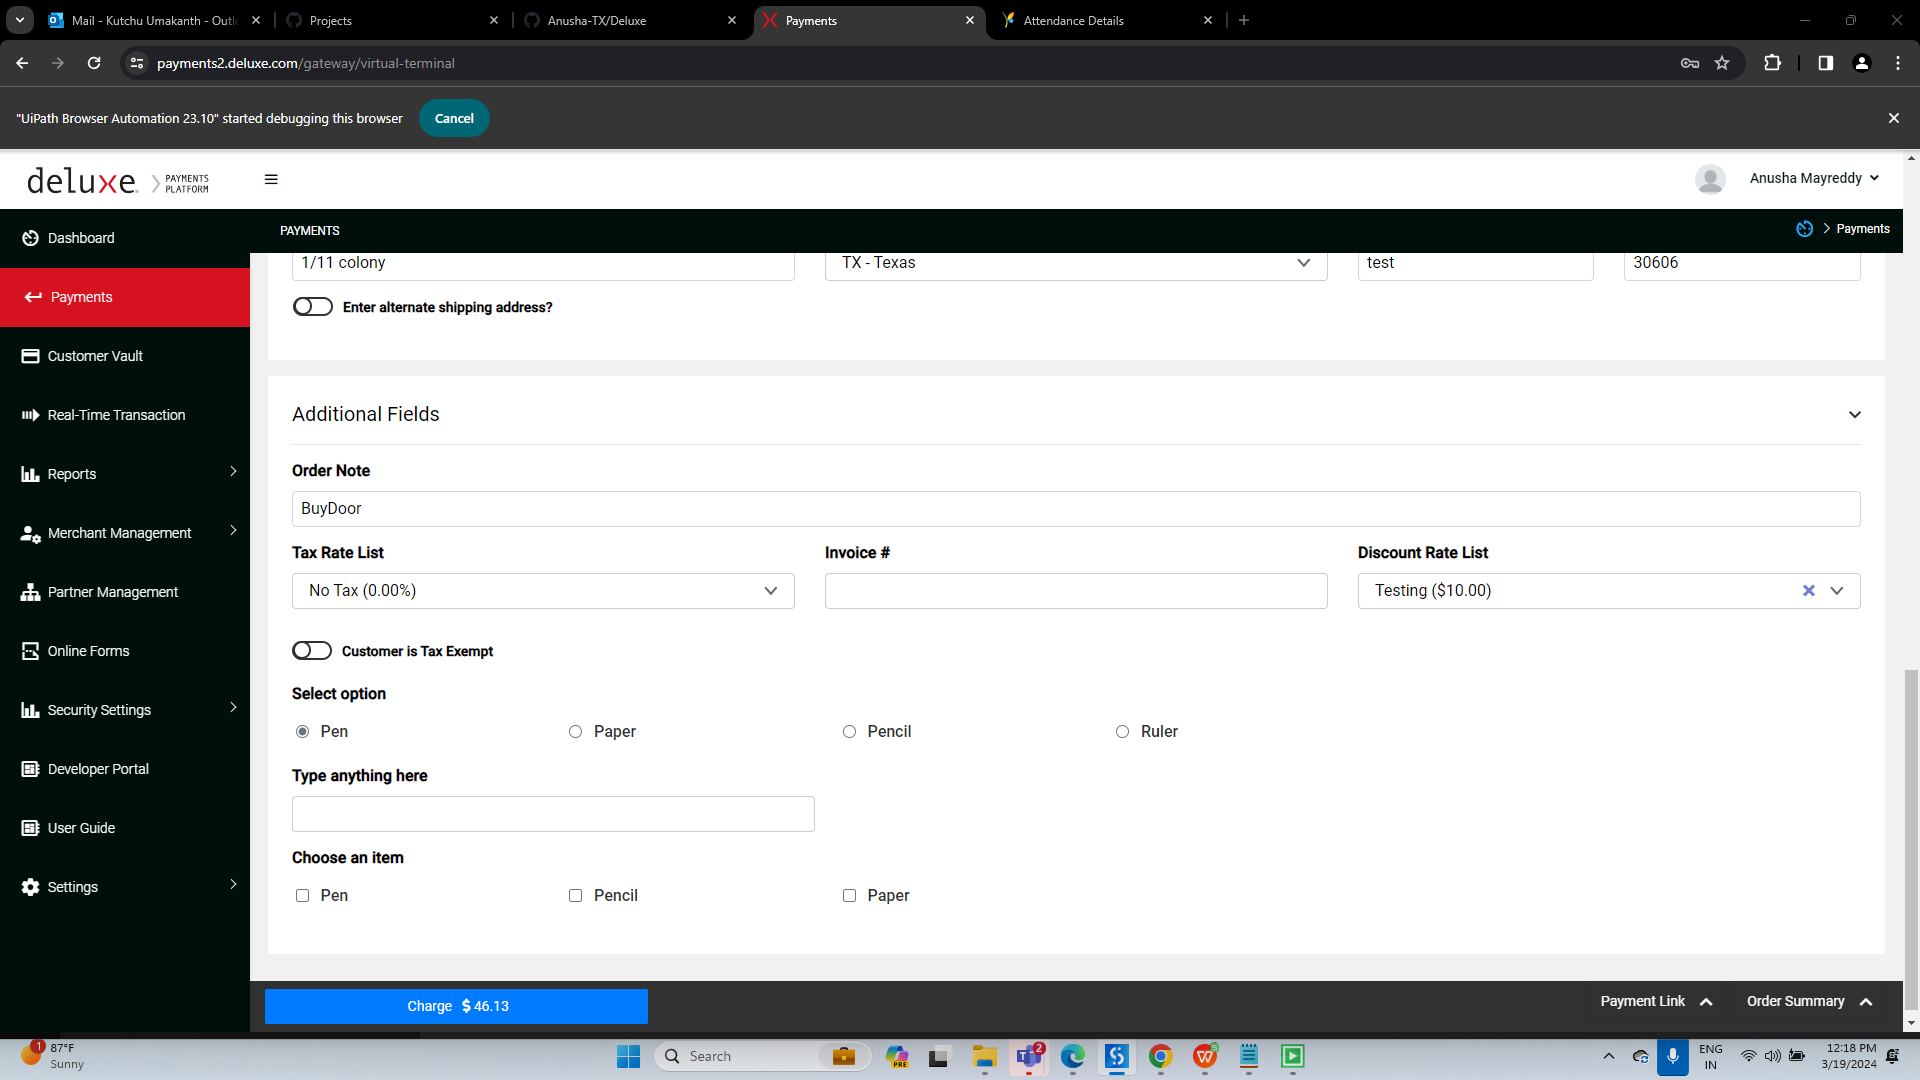 Mail - Kutchu Umakanth - Outl
Projects
Anusha-TX/Deluxe
Payments
Attendance Details
payments2.deluxe.com/gateway/virtual-terminal
"UiPath Browser Automation 23.10" started debugging this browser
Cancel
deluxe.
PAYMENTS
PLATFORM
Anusha Mayreddy
Dashboard
Payments
Customer Vault
Real-Time Transaction
Reports
Merchant Management
Partner Management
Online Forms
Security Settings
Developer Portal
User Guide
Settings
PAYMENTS
Payments
1/11 colony
TX - Texas
test
30606
Enter alternate shipping address?
Additional Fields
Order Note
BuyDoor
Tax Rate List
Invoice #
Discount Rate List
No Tax (0.00%)
Testing ($10.00)
Customer is Tax Exempt
Select option
Pen
Paper
Pencil
Ruler
Type anything here
Choose an item
Pen
Pencil
Paper
Charge $ 46.13
Payment Link
Order Summary
1
87°F
Sunny
Search
PRE
2
ENG
IN
12:18 PM
3/19/2024